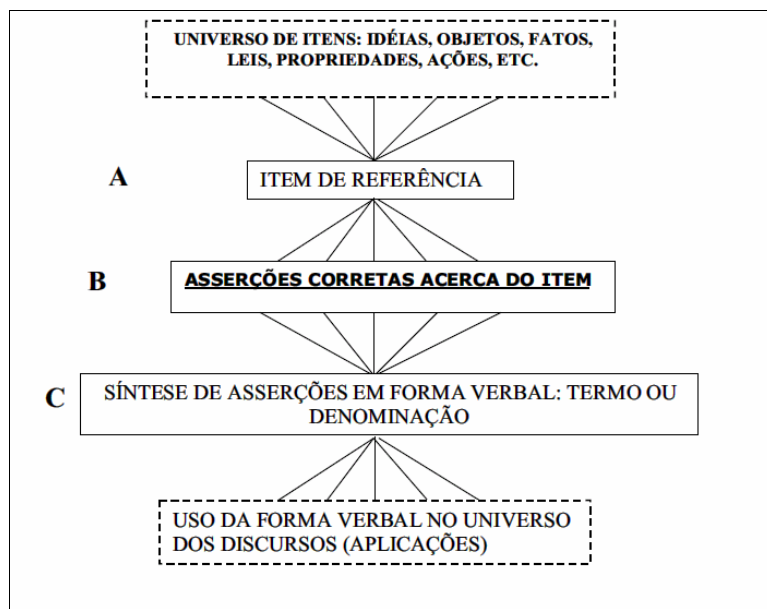 UNIVERSO DE ITENS: IDÉIAS, OBJETOS, FATOS,
LEIS, PROPRIEDADES, AÇÕES, ETC.
A
ITEM DE REFERÊNCIA
B
ASSERÇÕES CORRETAS ACERCA DO ITEM
C
SÍNTESE DE ASSERÇÕES EM FORMA VERBAL: TERMO OU
DENOMINAÇÃO
USO DA FORMA VERBAL NO UNIVERSO
DOS DISCURSOS (APLICAÇÕES)